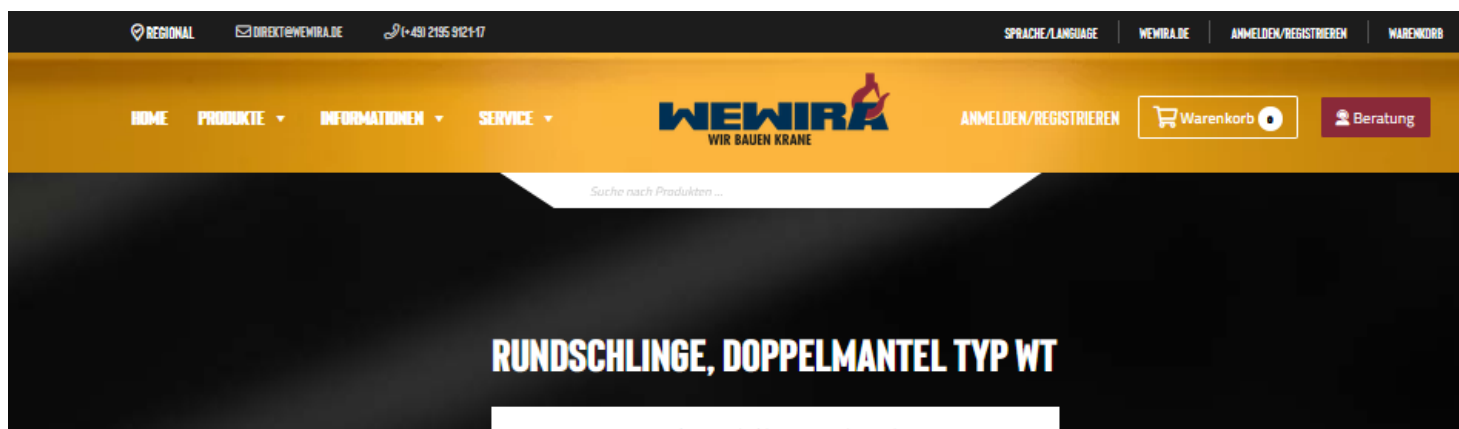 REGIONAL DIREKT@WEWIRA.DE (+49) 2195 9121-17 SPRACHE/LANGUAGE WEWIRA.DE ANMELDEN/REGISTRIEREN WARENKORB
HOME PRODUKTE INFORMATIONEN SERVICE WEWIRA ANMELDEN/REGISTRIEREN Warenkorb 0 Beratung
WIR BAUEN KRANE
Suche nach Produkten ...
RUNDSCHLINGE, DOPPELMANTEL TYP WT